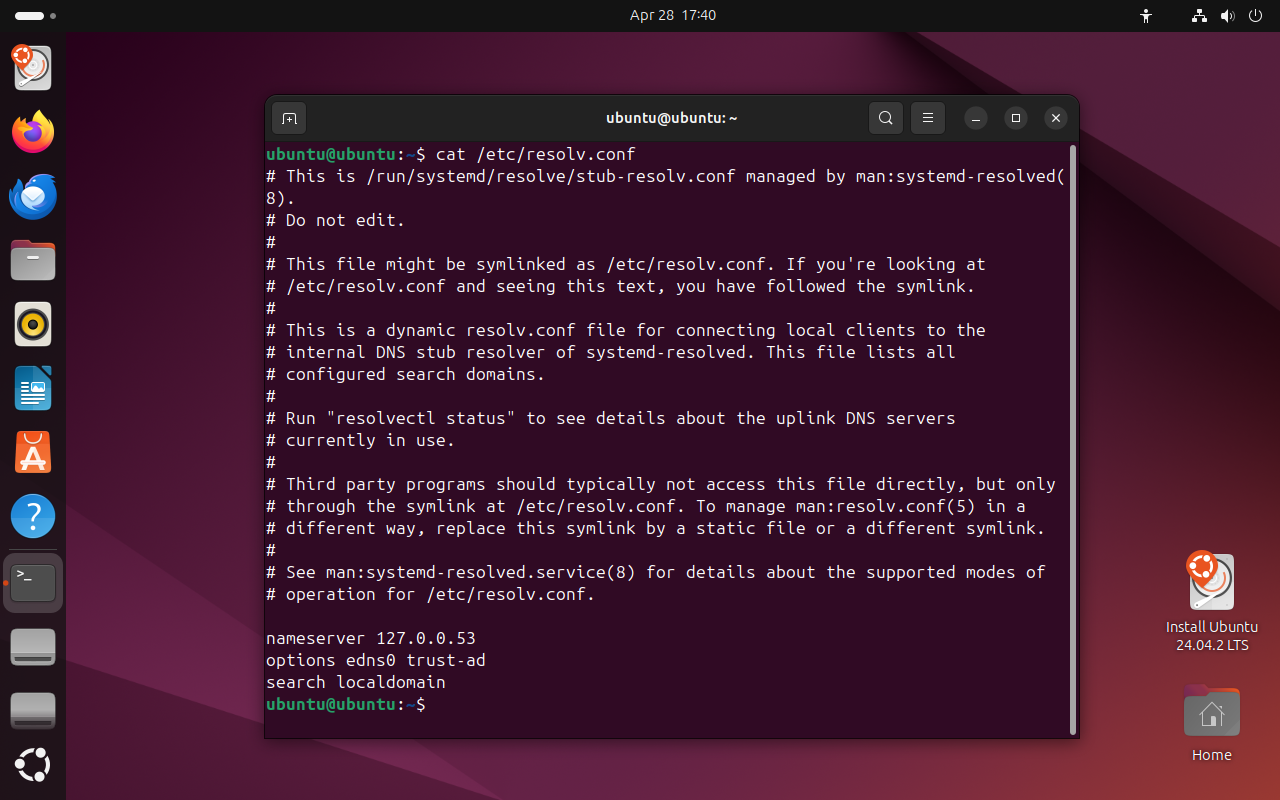 Apr 28 17:40
ubuntu@ubuntu: ~
ubuntu@ubuntu:~$ cat /etc/resolv.conf
# This is /run/systemd/resolve/stub-resolv.conf managed by man:systemd-resolved(
8).
# Do not edit.
#
# This file might be symlinked as /etc/resolv.conf. If you're looking at
# /etc/resolv.conf and seeing this text, you have followed the symlink.
#
# This is a dynamic resolv.conf file for connecting local clients to the
# internal DNS stub resolver of systemd-resolved. This file lists all
# configured search domains.
#
# Run "resolvectl status" to see details about the uplink DNS servers
# currently in use.
#
# Third party programs should typically not access this file directly, but only
# through the symlink at /etc/resolv.conf. To manage man:resolv.conf(5) in a
# different way, replace this symlink by a static file or a different symlink.
#
# See man:systemd-resolved.service(8) for details about the supported modes of
# operation for /etc/resolv.conf.

nameserver 127.0.0.53
options edns0 trust-ad
search localdomain
ubuntu@ubuntu:~$
Install Ubuntu
24.04.2 LTS
Home